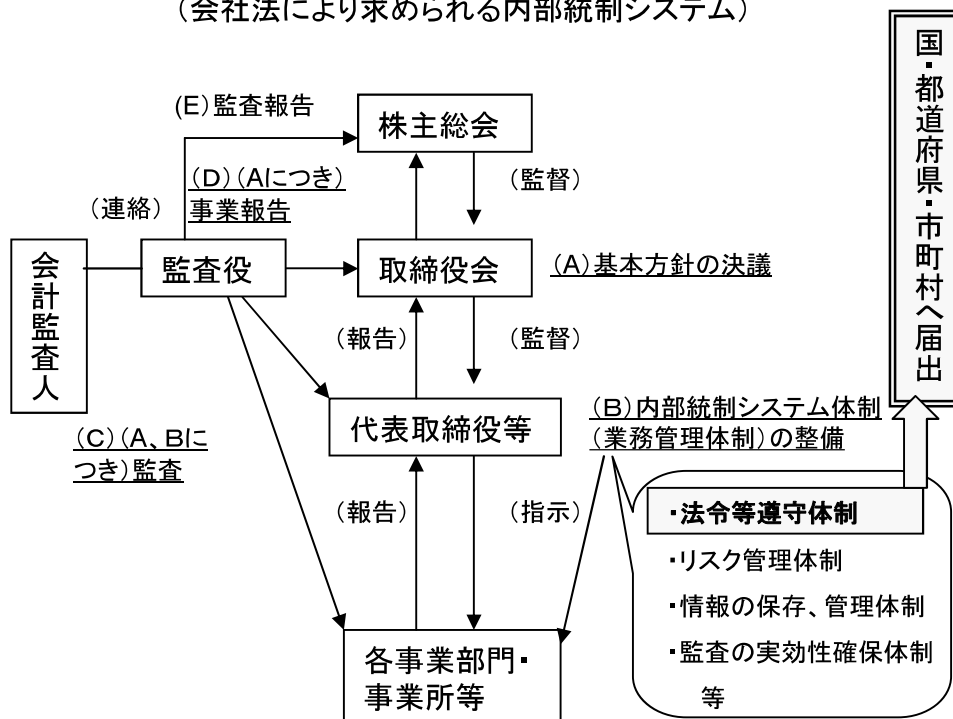 （会社法により求められる内部統制システム）
国・都道府県・市町村へ届出
(E)監査報告
株主総会
(D)(Aにつき)
事業報告
（監督）
（連絡）
会計監査人
監査役
取締役会
(A)基本方針の決議
（報告）
（監督）
代表取締役等
(B)内部統制システム体制
（業務管理体制）の整備
(C)(A、Bに
つき)監査
（報告）
（指示）
・法令等遵守体制
・リスク管理体制
・情報の保存、管理体制
・監査の実効性確保体制
等
各事業部門・
事業所等